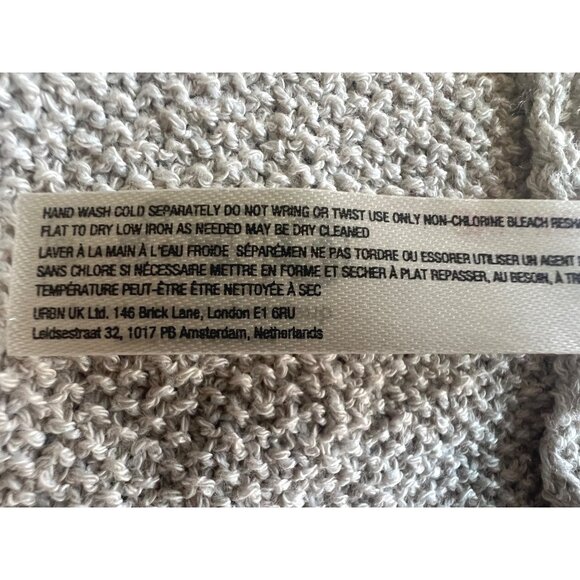 HAND WASH COLD SEPARATELY DO NOT WRING OR TWIST USE ONLY NON-CHLORINE BLEACH
FLAT TO DRY LOW IRON AS NEEDED MAY BE DRY CLEANED
LAVER À LA MAIN À L'EAU FROIDE SÉPARÉMEN NE PAS TORDRE OU ESSORER UTILISER UN AGENT
SANS CHLORE SI NÉCESSAIRE METTRE EN FORME ET SECHER À PLAT REPASSER, AU BESOIN, À
TEMPÉRATURE PEUT-ÊTRE ÊTRE NETTOYÉE À SEC
URBN UK Ltd. 146 Brick Lane, London E1 6RU
Leidsestraat 32, 1017 PB Amsterdam, Netherlands